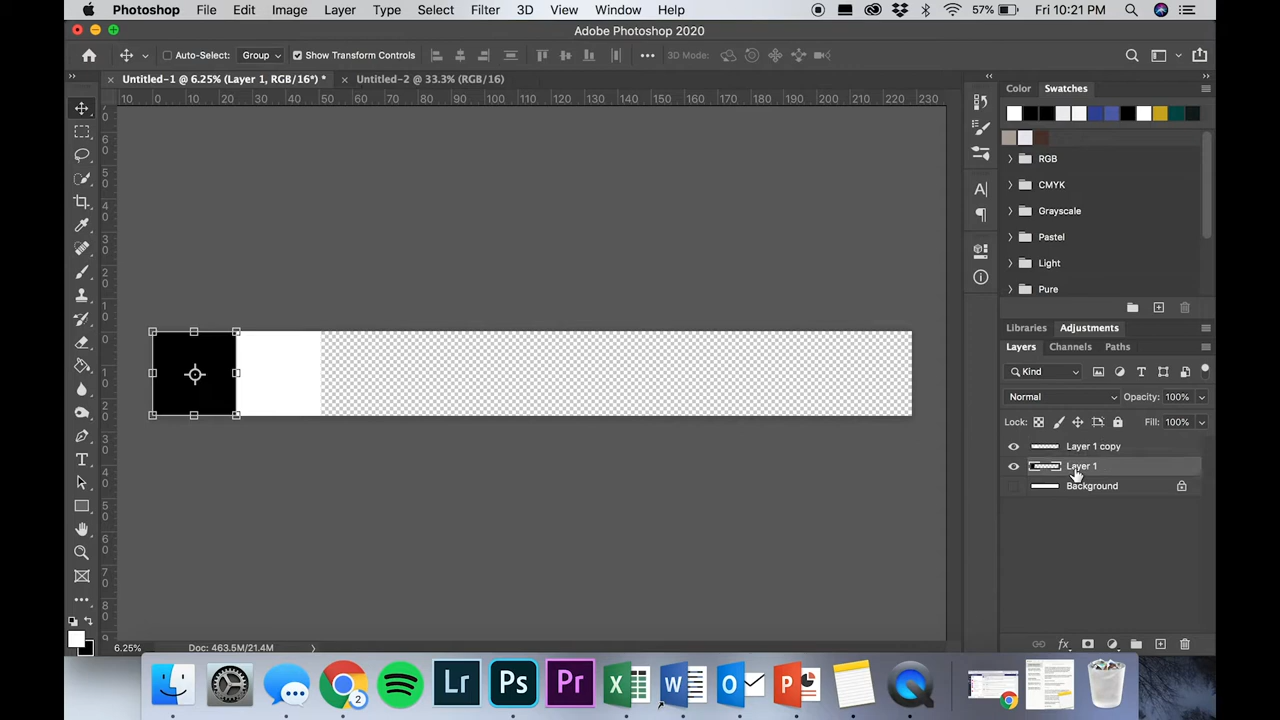 Photoshop File Edit Image Layer Type Select Filter 3D View Window Help 57% Fri 10:21 PM
Adobe Photoshop 2020
Auto-Select: Group Show Transform Controls 3D Mode:
Untitled-1 @ 6.25% (Layer 1, RGB/16*) * Untitled-2 @ 33.3% (RGB/16)
Color Swatches
10 0 10 20 30 40 50 60 70 80 90 100 110 120 130 140 150 160 170 180 190 200 210 220 230
RGB
CMYK
Grayscale
Pastel
Light
Pure
Libraries Adjustments
Layers Channels Paths
Kind
Normal Opacity: 100%
Lock: Fill: 100%
Layer 1 copy
Layer 1
Background
6.25% Doc: 463.5M/21.4M
2 Lr Ps Pr X W O P